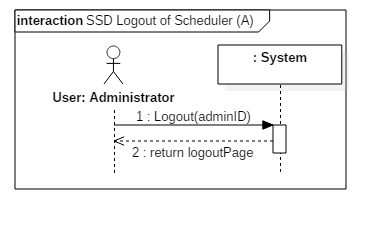 interaction SSD Logout of Scheduler (A)
: System
User: Administrator
1 : Logout(adminID)
2 : return logoutPage